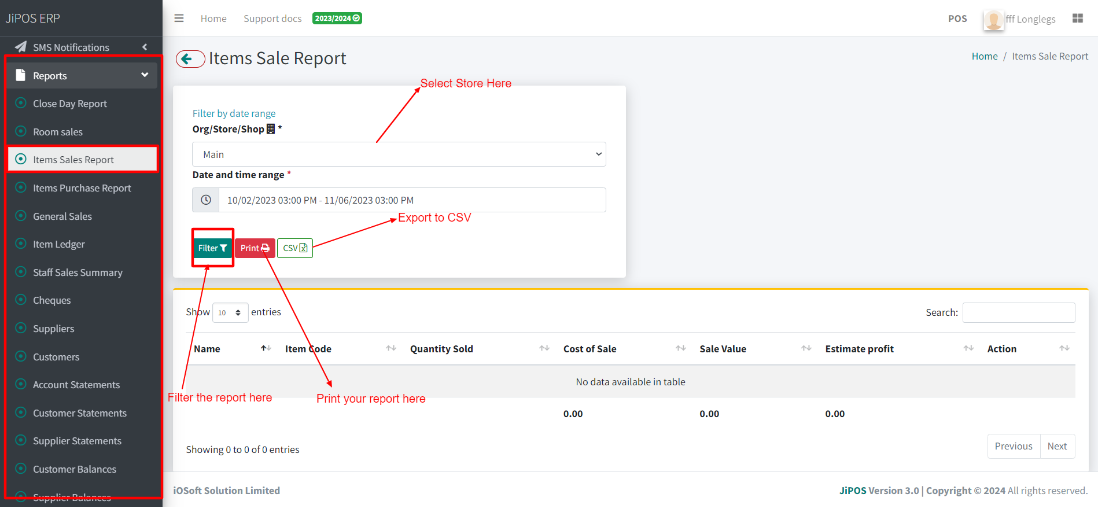 JiPOS ERP
Home Support docs 2023/2024 POS fff Longlegs
SMS Notifications
Reports
Close Day Report
Room sales
Items Sales Report
Items Purchase Report
General Sales
Item Ledger
Staff Sales Summary
Cheques
Suppliers
Customers
Account Statements
Customer Statements
Supplier Statements
Customer Balances
Supplier Balances
Items Sale Report
Home / Items Sale Report
Select Store Here
Filter by date range
Org/Store/Shop *
Main
Date and time range *
10/02/2023 03:00 PM - 11/06/2023 03:00 PM
Export to CSV
Filter Print CSV
Show 10 entries Search:
Name Item Code Quantity Sold Cost of Sale Sale Value Estimate profit Action
No data available in table
Filter the report here
Print your report here
0.00 0.00 0.00
Showing 0 to 0 of 0 entries
Previous Next
iOSoft Solution Limited
JiPOS Version 3.0 | Copyright © 2024 All rights reserved.